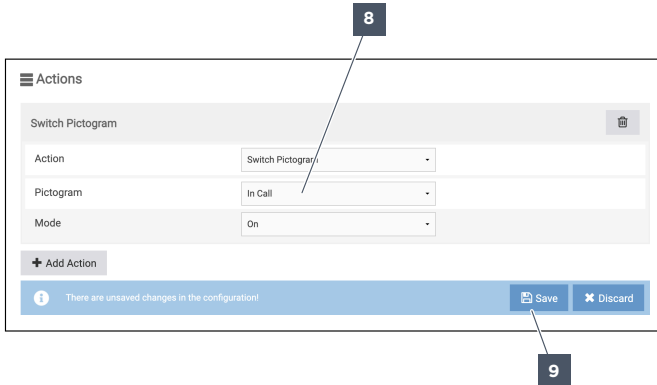 8
Actions
Switch Pictogram
Action Switch Pictogram
Pictogram In Call
Mode On
Add Action
There are unsaved changes in the configuration! Save Discard
9